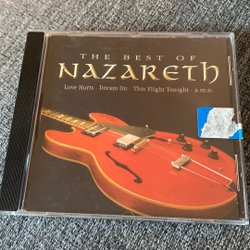 THE BEST OF
NAZARETH
Love Hurts · Dream On · This Flight Tonight · a.m.o.